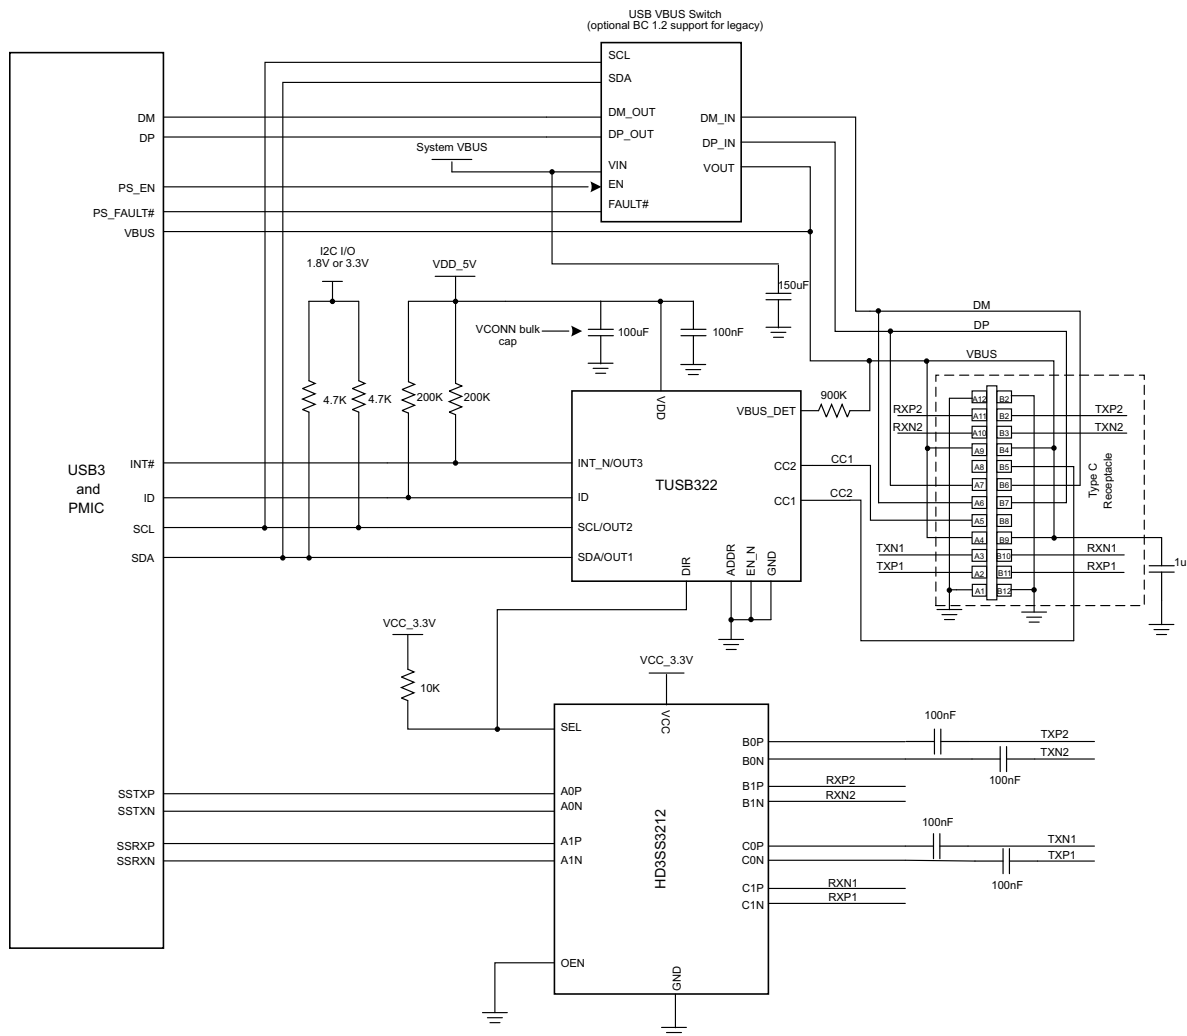 USB VBUS Switch
(optional BC 1.2 support for legacy)
SCL
SDA
DM_OUT
DP_OUT
VIN
EN
FAULT#
DM_IN
DP_IN
VOUT
System VBUS
DM
DP
PS_EN
PS_FAULT#
VBUS
I2C I/O
1.8V or 3.3V
VDD_5V
150uF
VCONN bulk
cap
100uF
100nF
DM
DP
VBUS
4.7K
4.7K
200K
200K
VDD
VBUS_DET
900K
USB3
and
PMIC
INT#
ID
SCL
SDA
INT_N/OUT3
ID
SCL/OUT2
SDA/OUT1
TUSB322
CC2
CC1
CC1
CC2
DIR
ADDR
EN_N
GND
RXP2
RXN2
TXN1
TXP1
A12
A11
A10
A9
A8
A7
A6
A5
A4
A3
A2
A1
B2
B2
B3
B4
B5
B6
B7
B8
B9
B10
B11
B12
TXP2
TXN2
RXN1
RXP1
Type C
Receptacle
1u
VCC_3.3V
10K
VCC_3.3V
VCC
SEL
A0P
A0N
A1P
A1N
OEN
HD3SS3212
GND
SSTXP
SSTXN
SSRXP
SSRXN
B0P
B0N
B1P
B1N
C0P
C0N
C1P
C1N
100nF
TXP2
TXN2
100nF
RXP2
RXN2
100nF
TXN1
TXP1
100nF
RXN1
RXP1